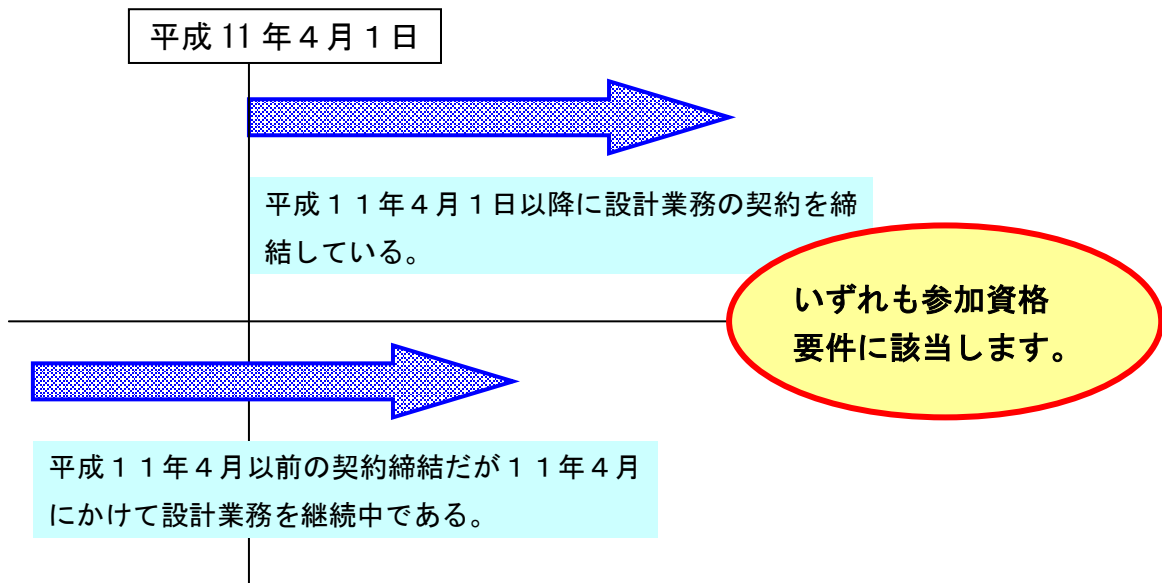 平成 11 年４月１日
平成１１年４月１日以降に設計業務の契約を締
結している。
いずれも参加資格
要件に該当します。
平成１１年４月以前の契約締結だが１１年４月
にかけて設計業務を継続中である。